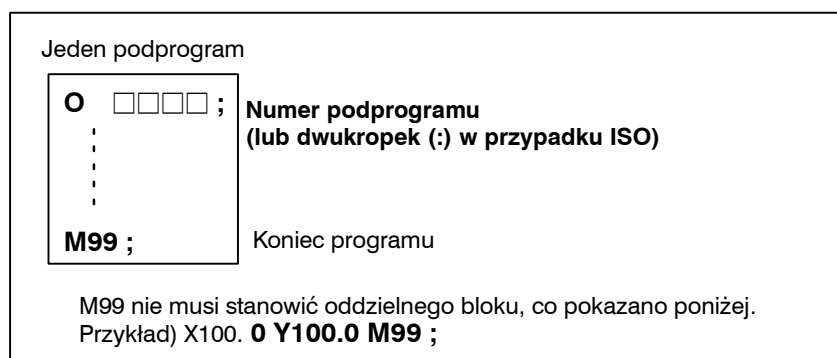 Jeden podprogram
O □□□□ ;
Numer podprogramu
(lub dwukropek (:) w przypadku ISO)
M99 ;
Koniec programu
M99 nie musi stanowić oddzielnego bloku, co pokazano poniżej.
Przykład) X100. 0 Y100.0 M99 ;